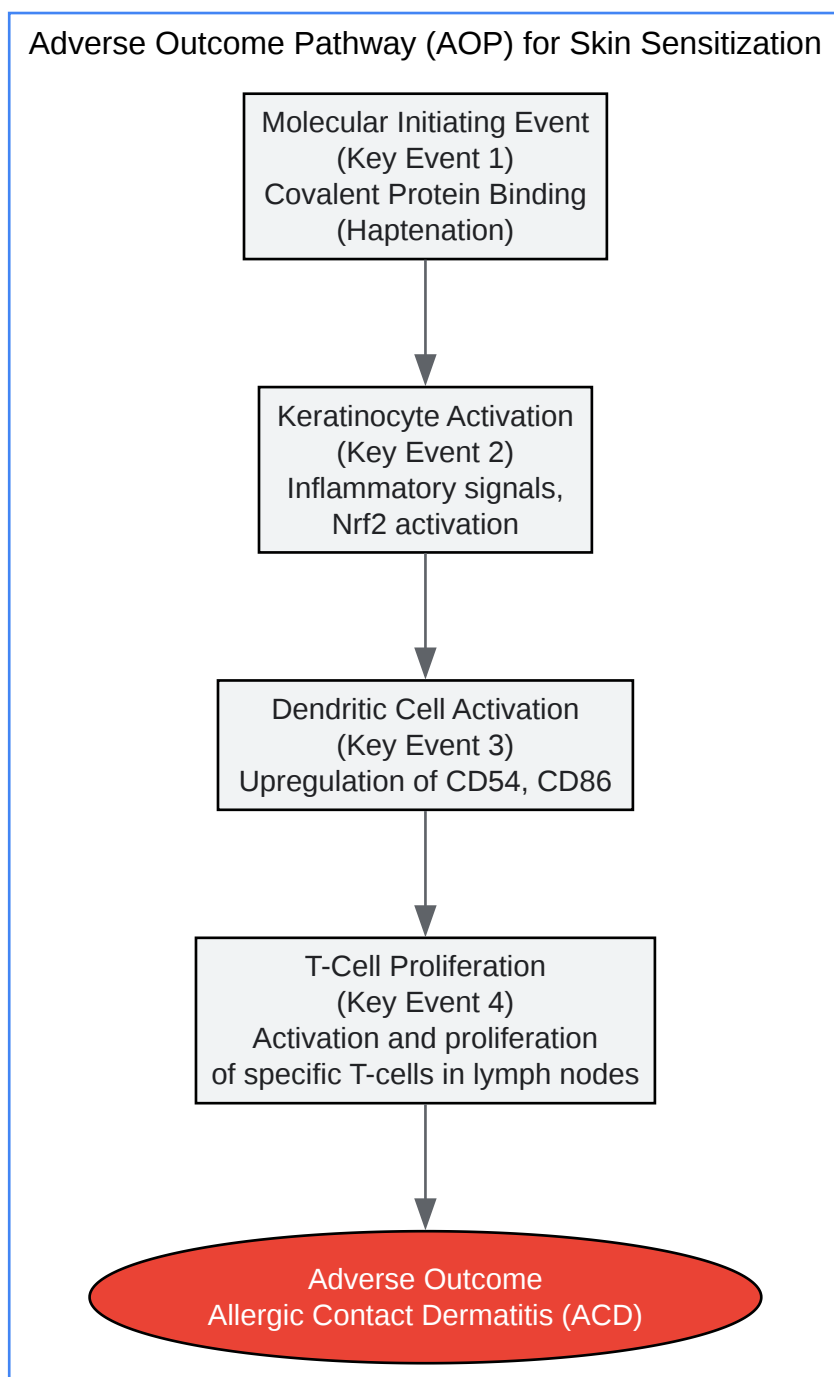 Adverse Outcome Pathway (AOP) for Skin Sensitization
Molecular Initiating Event
(Key Event 1)
Covalent Protein Binding
(Haptenation)
Keratinocyte Activation
(Key Event 2)
Inflammatory signals,
Nrf2 activation
Dendritic Cell Activation
(Key Event 3)
Upregulation of CD54, CD86
T-Cell Proliferation
(Key Event 4)
Activation and proliferation
of specific T-cells in lymph nodes
Adverse Outcome
Allergic Contact Dermatitis (ACD)